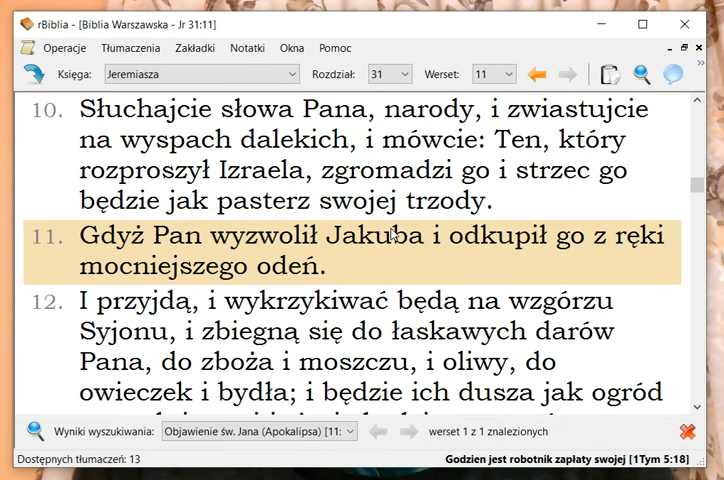 rBiblia - [Biblia Warszawska - Jr 31:11]
Operacje Tłumaczenia Zakładki Notatki Okna Pomoc
Księga: Jeremiasza Rozdział: 31 Werset: 11
10. Słuchajcie słowa Pana, narody, i zwiastujcie
na wyspach dalekich, i mówcie: Ten, który
rozproszył Izraela, zgromadzi go i strzec go
będzie jak pasterz swojej trzody.
11. Gdyż Pan wyzwolił Jakuba i odkupił go z ręki
mocniejszego odeń.
12. I przyjdą, i wykrzykiwać będą na wzgórzu
Syjonu, i zbiegną się do łaskawych darów
Pana, do zboża i moszczu, i oliwy, do
owieczek i bydła; i będzie ich dusza jak ogród
Wyniki wyszukiwania: Objawienie św. Jana (Apokalipsa) [11: werset 1 z 1 znalezionych
Dostępnych tłumaczeń: 13 Godzien jest robotnik zapłaty swojej [1Tym 5:18]